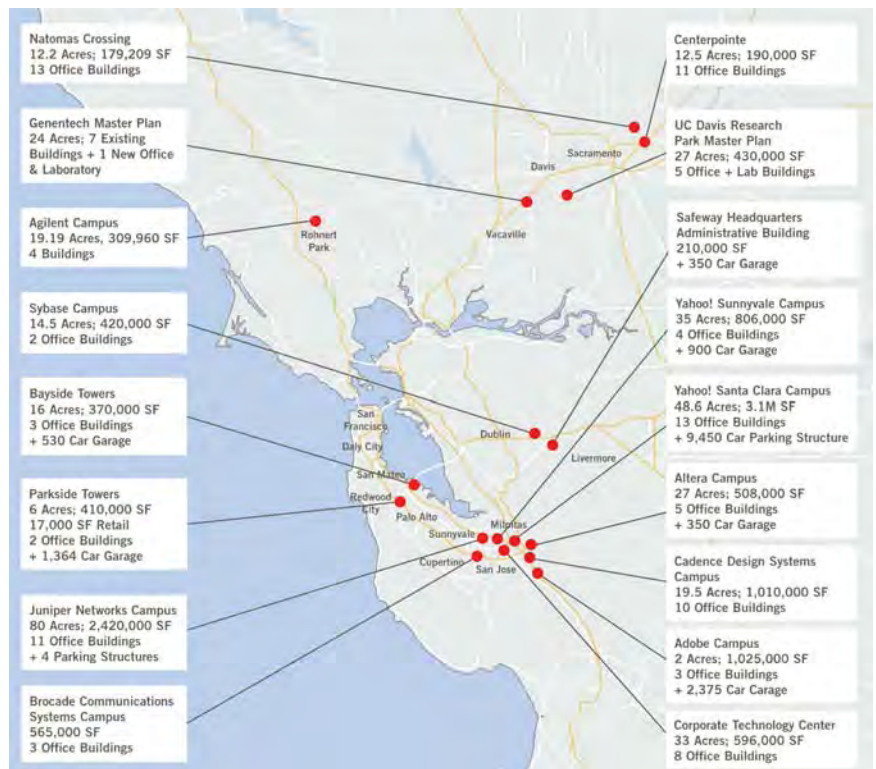 Natomas Crossing
12.2 Acres; 179,209 SF
13 Office Buildings
Genentech Master Plan
24 Acres; 7 Existing
Buildings + 1 New Office
& Laboratory
Agilent Campus
19.19 Acres, 309,960 SF
4 Buildings
Sybase Campus
14.5 Acres; 420,000 SF
2 Office Buildings
Bayside Towers
16 Acres; 370,000 SF
3 Office Buildings
+ 530 Car Garage
Parkside Towers
6 Acres; 410,000 SF
17,000 SF Retail
2 Office Buildings
+ 1,364 Car Garage
Juniper Networks Campus
80 Acres; 2,420,000 SF
11 Office Buildings
+ 4 Parking Structures
Brocade Communications
Systems Campus
565,000 SF
3 Office Buildings
Sacramento
Davis
Vacaville
Rohnert
Park
San
Francisco
Daly City
Dublin
Livermore
San Mateo
Redwood
City
Palo Alto
Sunnyvale
Milpitas
Cupertino
San Jose
Centerpointe
12.5 Acres; 190,000 SF
11 Office Buildings
UC Davis Research
Park Master Plan
27 Acres; 430,000 SF
5 Office + Lab Buildings
Safeway Headquarters
Administrative Building
210,000 SF
+ 350 Car Garage
Yahoo! Sunnyvale Campus
35 Acres; 806,000 SF
4 Office Buildings
+ 900 Car Garage
Yahoo! Santa Clara Campus
48.6 Acres; 3.1M SF
13 Office Buildings
+ 9,450 Car Parking Structure
Altera Campus
27 Acres; 508,000 SF
5 Office Buildings
+ 350 Car Garage
Cadence Design Systems
Campus
19.5 Acres; 1,010,000 SF
10 Office Buildings
Adobe Campus
2 Acres; 1,025,000 SF
3 Office Buildings
+ 2,375 Car Carage
Corporate Technology Center
33 Acres; 596,000 SF
8 Office Buildings